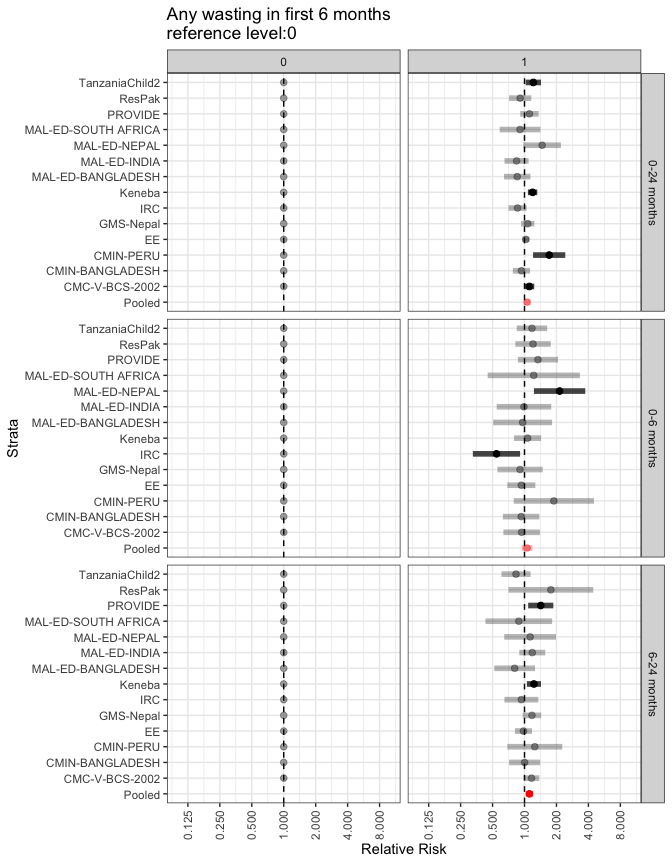 Any wasting in first 6 months
reference level:0
0
1
TanzaniaChild2
ResPak
PROVIDE
MAL-ED-SOUTH AFRICA
MAL-ED-NEPAL
MAL-ED-INDIA
MAL-ED-BANGLADESH
Keneba
IRC
GMS-Nepal
EE
CMIN-PERU
CMIN-BANGLADESH
CMC-V-BCS-2002
Pooled
0-24 months
TanzaniaChild2
ResPak
PROVIDE
MAL-ED-SOUTH AFRICA
MAL-ED-NEPAL
MAL-ED-INDIA
MAL-ED-BANGLADESH
Keneba
IRC
GMS-Nepal
EE
CMIN-PERU
CMIN-BANGLADESH
CMC-V-BCS-2002
Pooled
0-6 months
Strata
TanzaniaChild2
ResPak
PROVIDE
MAL-ED-SOUTH AFRICA
MAL-ED-NEPAL
MAL-ED-INDIA
MAL-ED-BANGLADESH
Keneba
IRC
GMS-Nepal
EE
CMIN-PERU
CMIN-BANGLADESH
CMC-V-BCS-2002
Pooled
6-24 months
0.125
0.250
0.500
1.000
2.000
4.000
8.000
0.125
0.250
0.500
1.000
2.000
4.000
8.000
Relative Risk